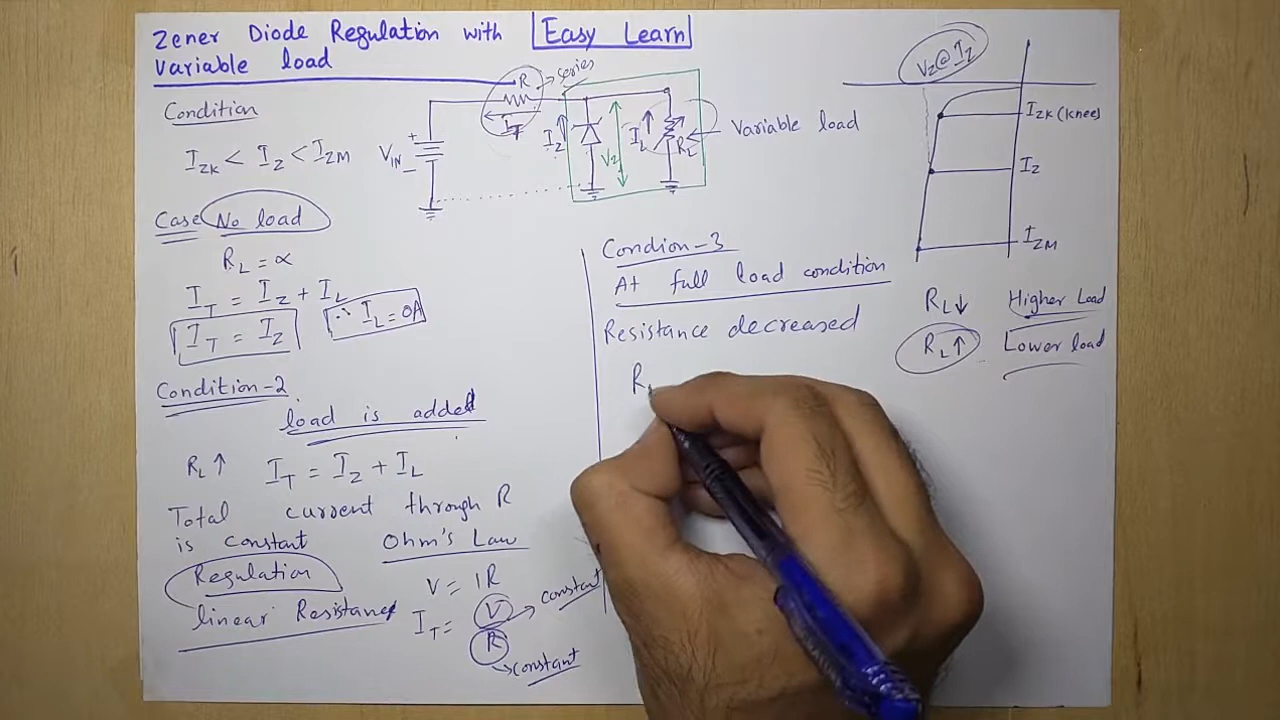 Zener Diode Regulation with Easy Learn
Variable load
Condition
IZK < IZ < IZM
Case No load
RL = ∝
IT = IZ + IL
IT = IZ ∵ IL = 0A
Condition-2
load is added
RL ↑ IT = IZ + IL
Total current through R
is constant Ohm's Law
Regulation
linear Resistance
V = IR
IT = V/R
constant
constant
R
series
IT
+
VIN
-
IZ
VZ
IL
RL
Variable load
Condion-3
At full load condition
Resistance decreased
RL
VZ@IZ
IZK(knee)
IZ
IZM
RL↓ Higher Load
RL↑ Lower load